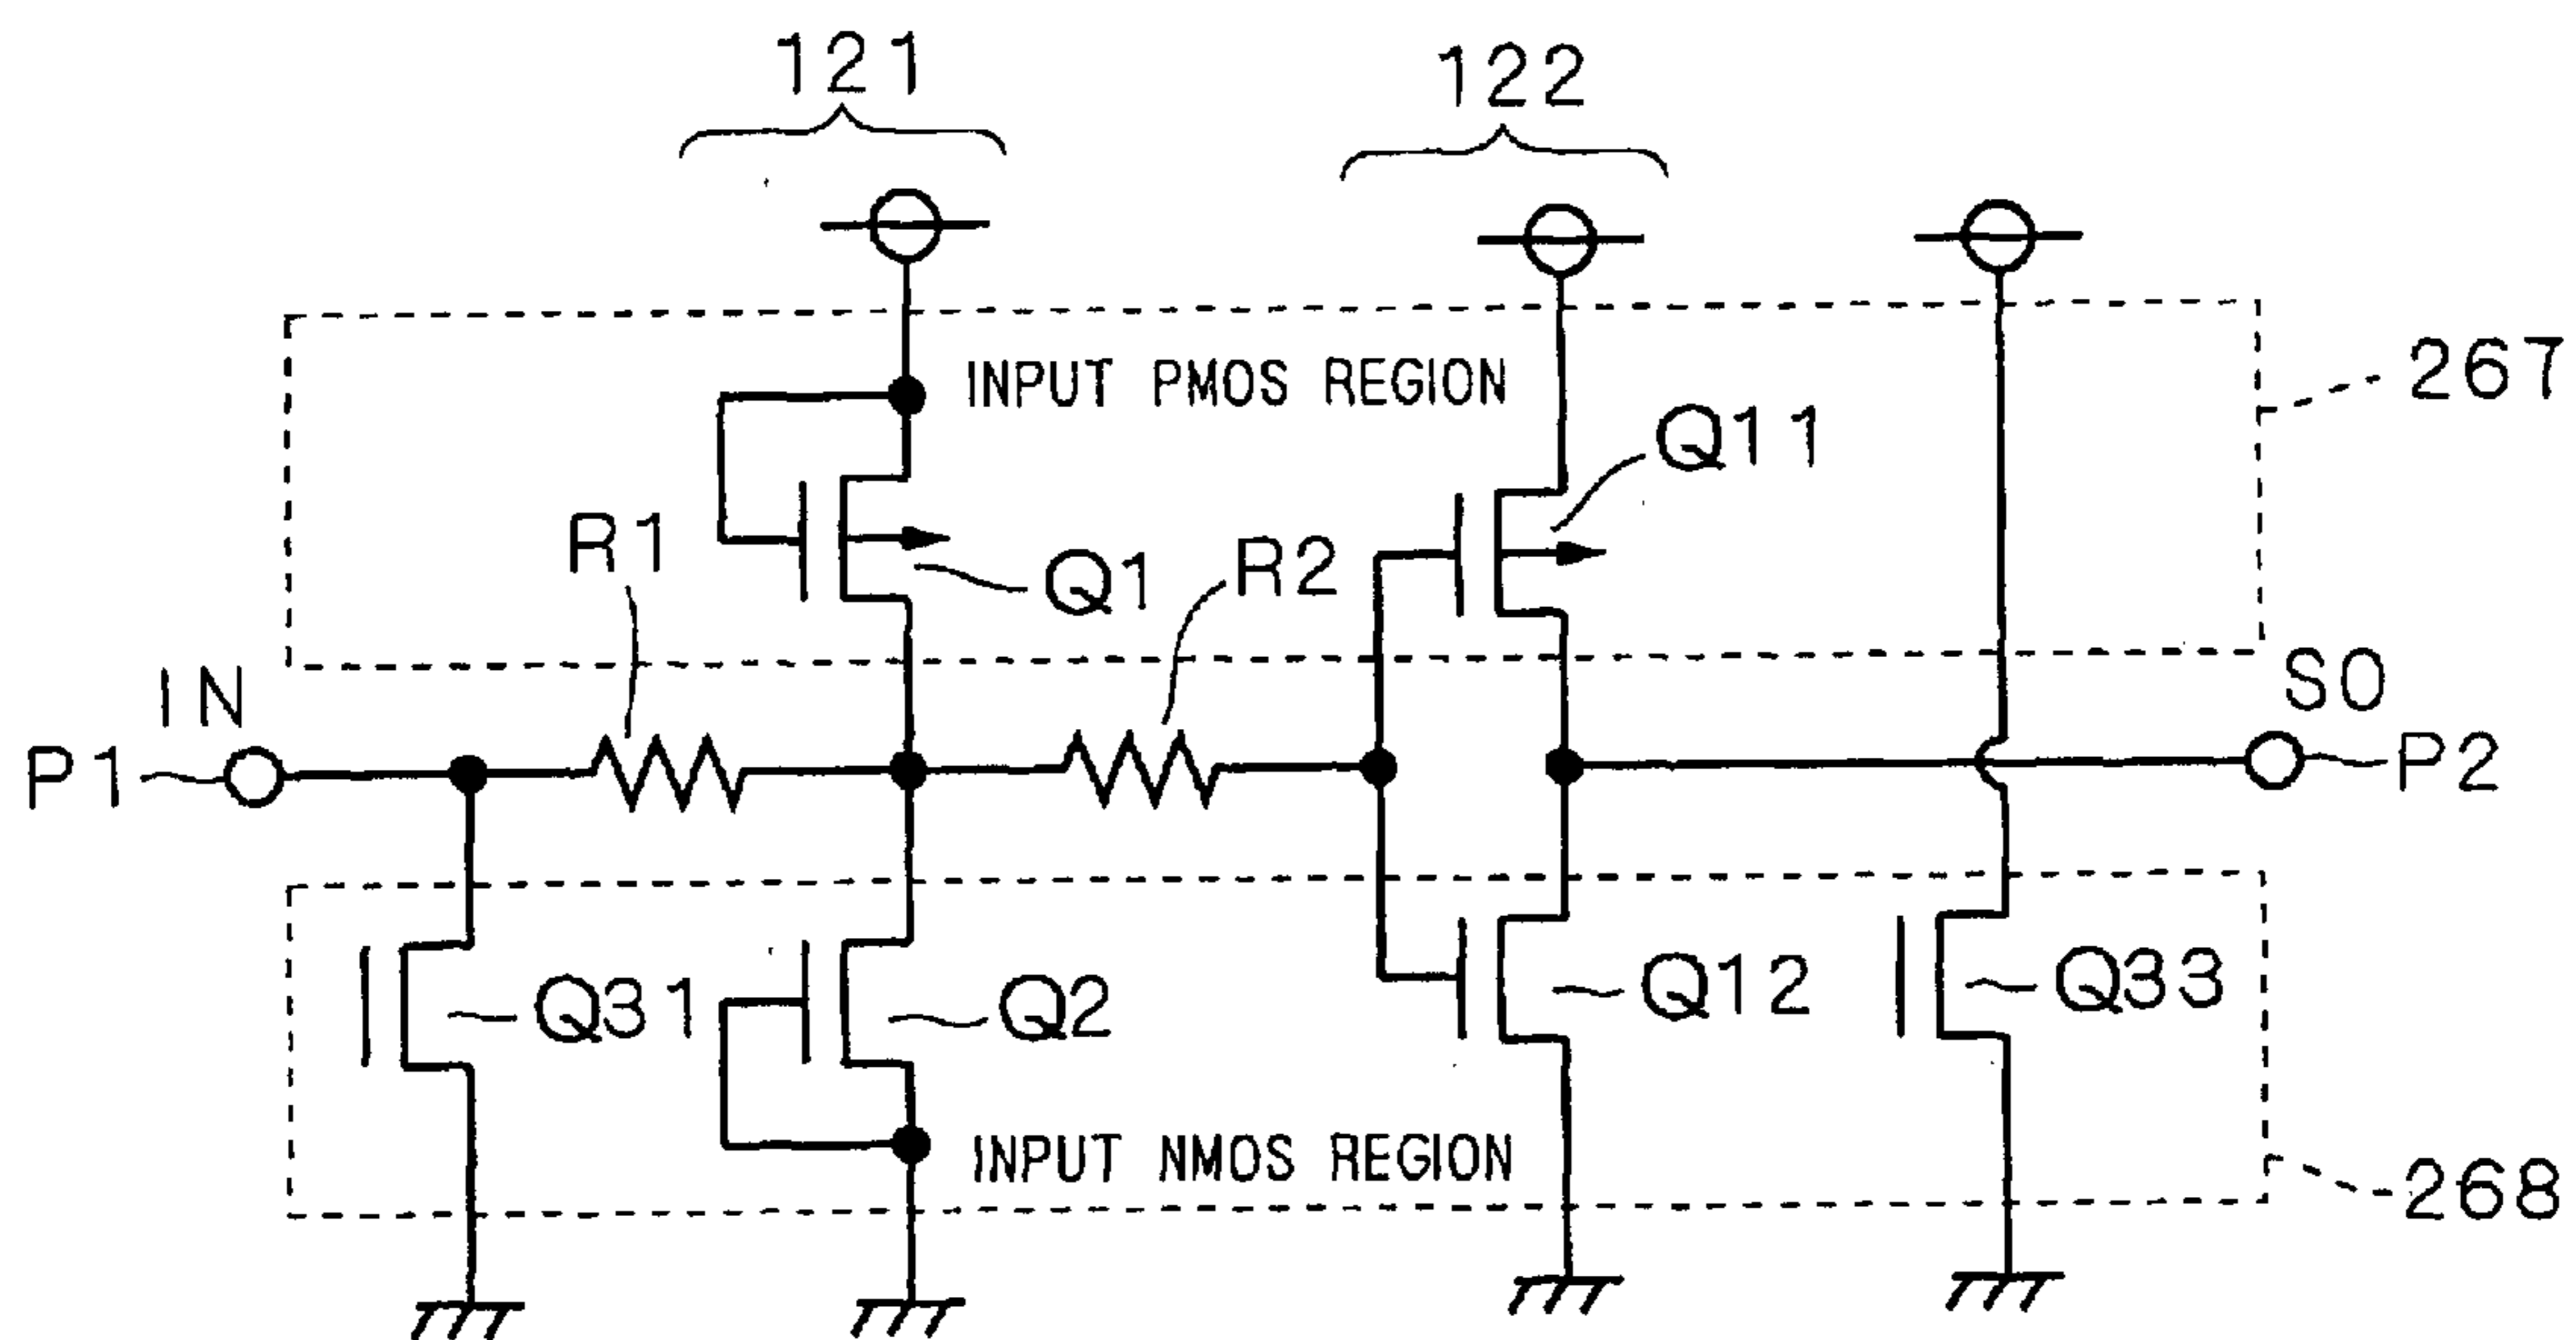 121
122
INPUT PMOS REGION
267
Q11
R1
Q1
R2
IN
SO
P1
P2
Q31
Q2
Q12
Q33
INPUT NMOS REGION
268